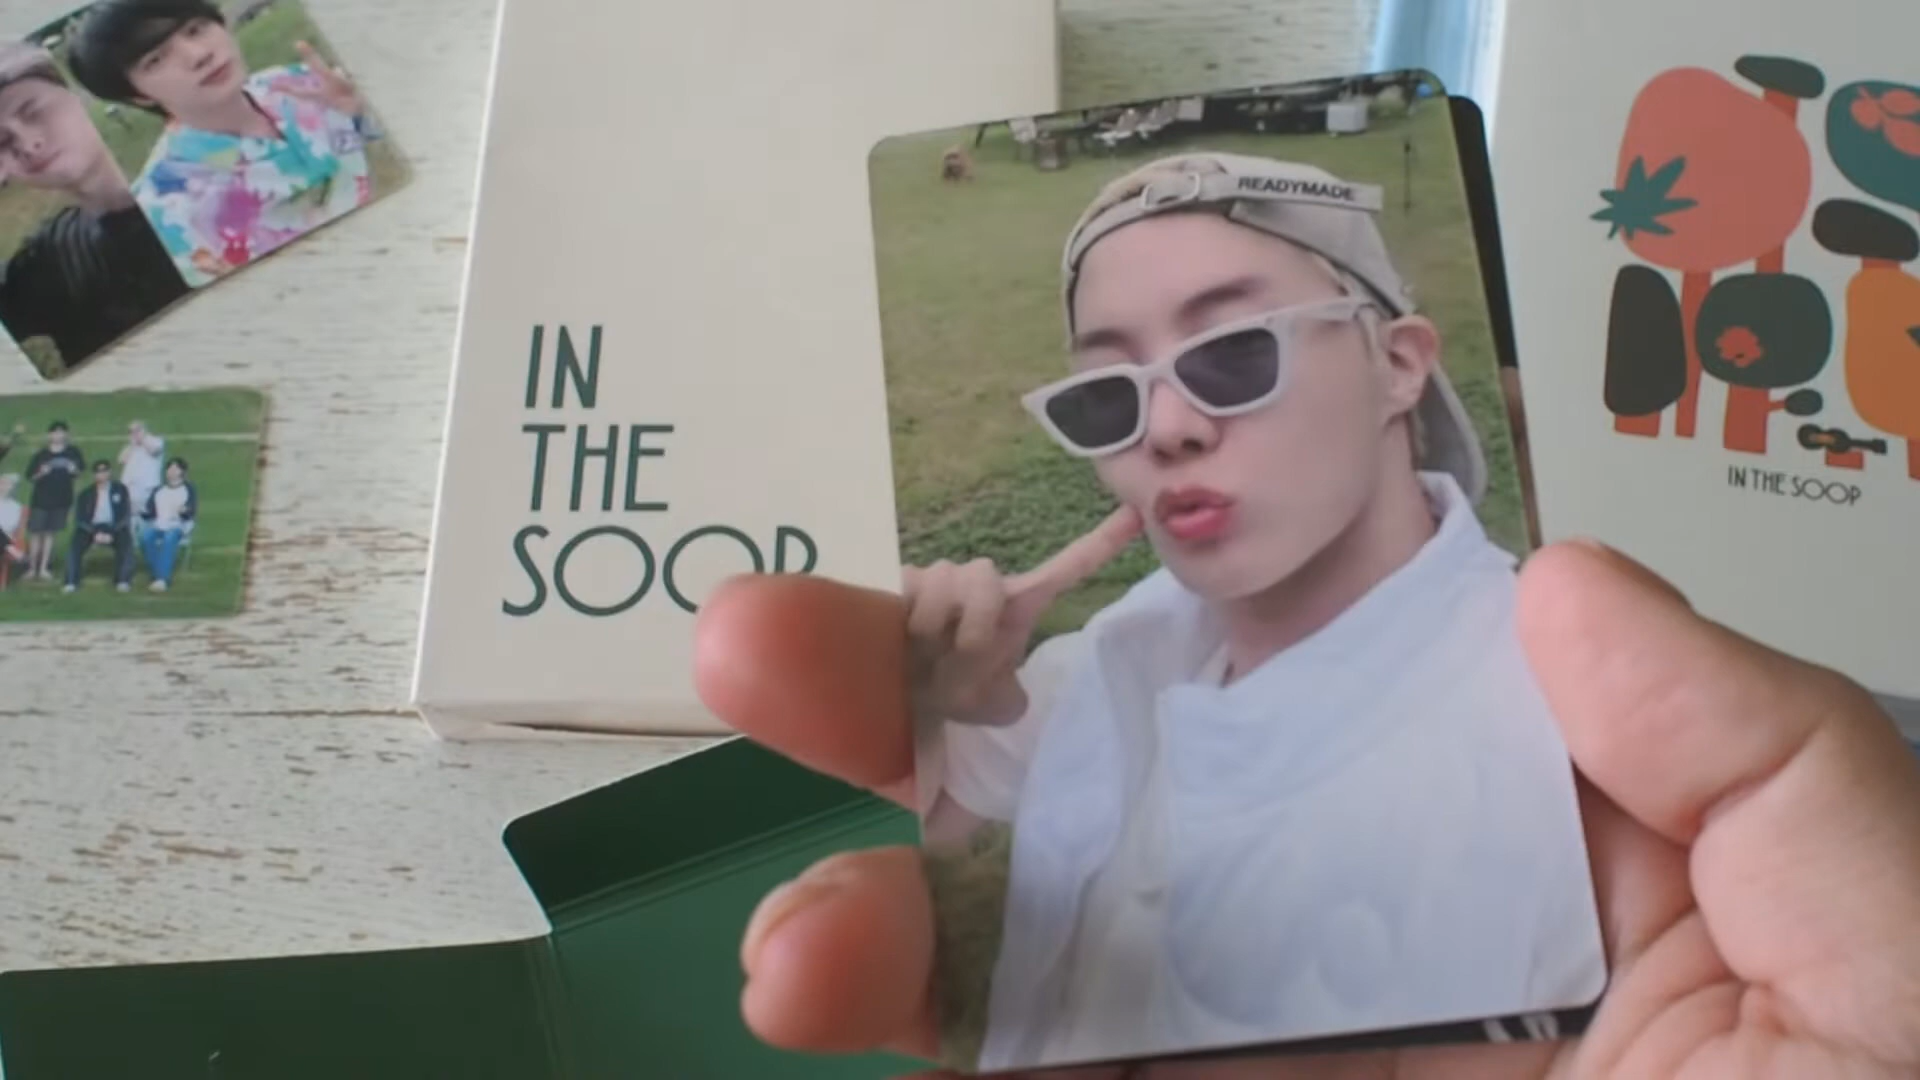 IN
THE
SOOP
READYMADE
IN THE SOOP